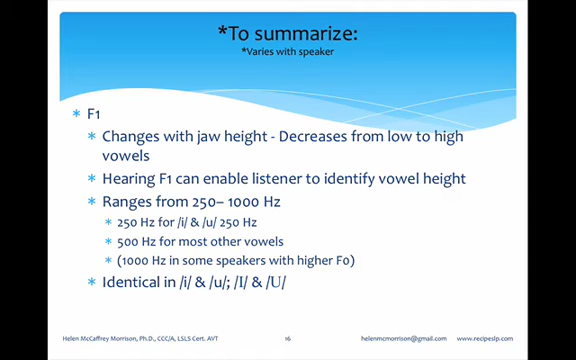 *To summarize:
*Varies with speaker
* F1
* Changes with jaw height - Decreases from low to high
vowels
* Hearing F1 can enable listener to identify vowel height
* Ranges from 250– 1000 Hz
* 250 Hz for /i/ & /u/ 250 Hz
* 500 Hz for most other vowels
* (1000 Hz in some speakers with higher F0)
* Identical in /i/ & /u/; /I/ & /U/
Helen McCaffrey Morrison, Ph.D., CCC/A, LSLS Cert. AVT 16 helenmcmorrison@gmail.com www.recipeslp.com